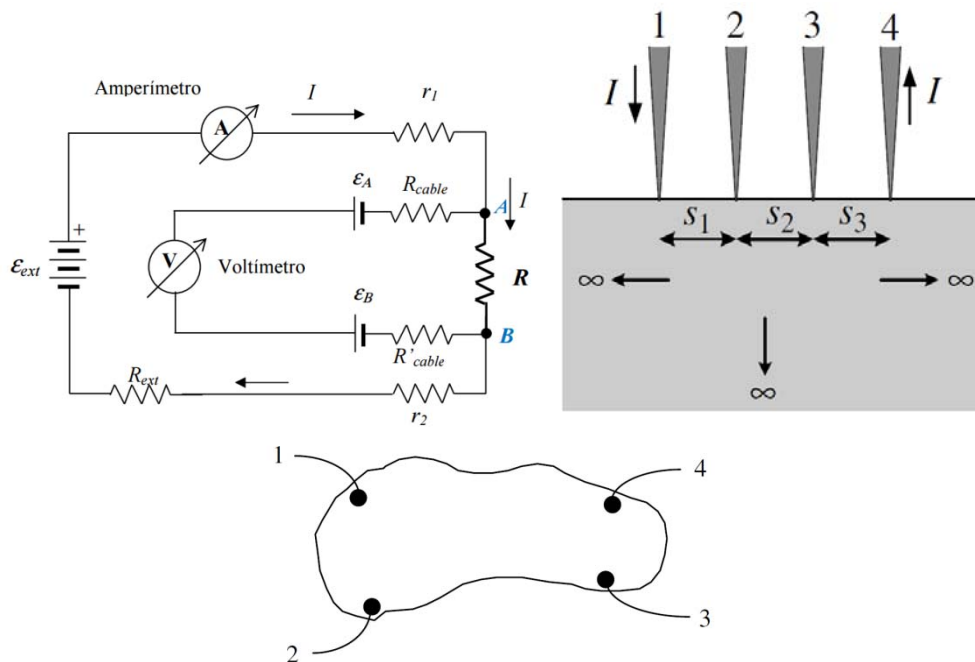 Amperímetro
I
r1
A
εA
Rcable
A
I
+
εext
V
Voltímetro
R
εB
B
R'cable
Rext
r2
1 2 3 4
I
I
s1 s2 s3
∞
∞
∞
1
4
2
3